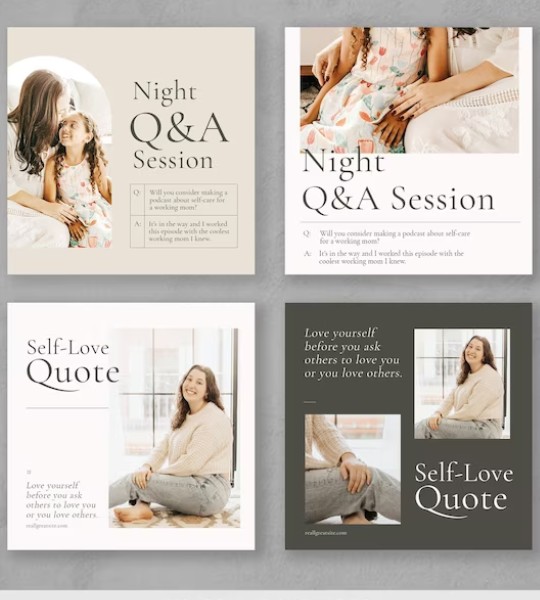 Night
Q&A
Session
Q: Will you consider making a
podcast about self-care for
a working mom?
A: It's in the way and I worked
this episode with the coolest
working mom I knew.
Night
Q&A Session
Q: Will you consider making a podcast about self-care
for a working mom?
A: It's in the way and I worked this episode with the
coolest working mom I knew.
Self-Love
Quote
Love yourself
before you ask
others to love you
or you love others.
reallygreatsite.com
Love yourself
before you ask
others to love you
or you love others.
Self-Love
Quote
reallygreatsite.com